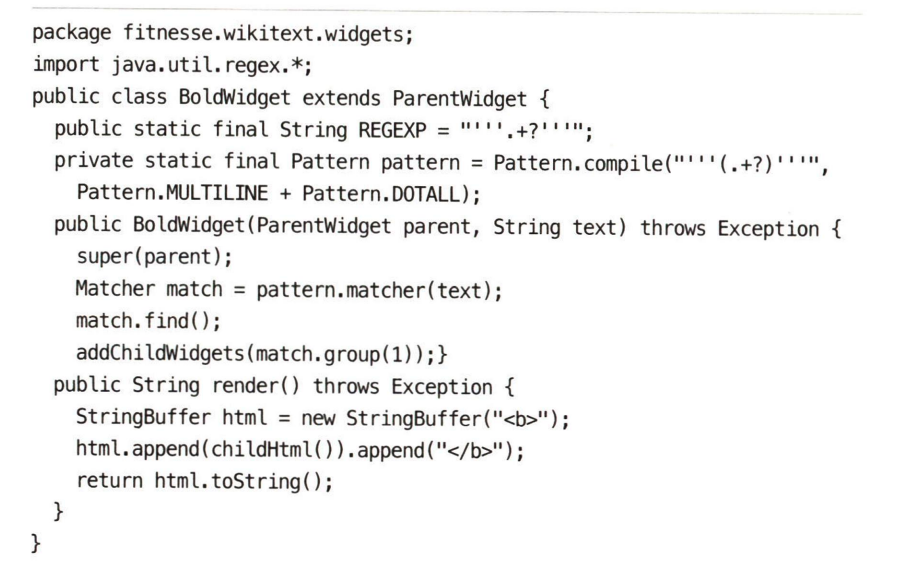 package fitnesse.wikitext.widgets;
import java.util.regex.*;
public class BoldWidget extends ParentWidget {
  public static final String REGEXP = "'''.+?'''";
  private static final Pattern pattern = Pattern.compile("'''(.+?)'''",
    Pattern.MULTILINE + Pattern.DOTALL);
  public BoldWidget(ParentWidget parent, String text) throws Exception {
    super(parent);
    Matcher match = pattern.matcher(text);
    match.find();
    addChildWidgets(match.group(1));}
  public String render() throws Exception {
    StringBuffer html = new StringBuffer("<b>");
    html.append(childHtml()).append("</b>");
    return html.toString();
  }
}